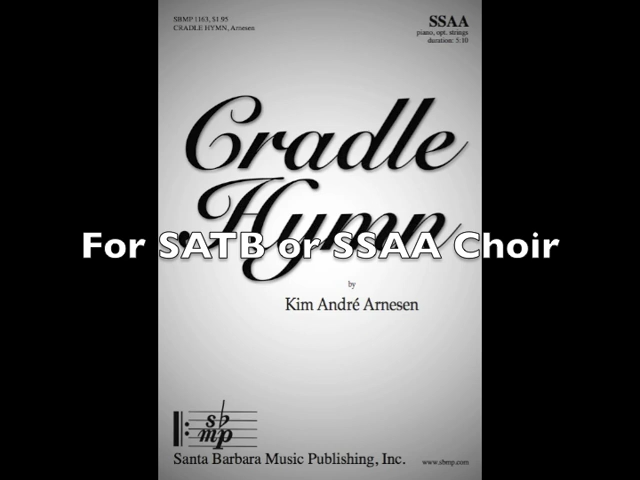 SBMP 1163, $1.95
SSAA
CRADLE HYMN, Arnesen
piano, opt. strings
duration: 5:10
Cradle
Hymn
For SATB or SSAA Choir
by
Kim André Arnesen
sb
mp
Santa Barbara Music Publishing, Inc.
www.sbmp.com